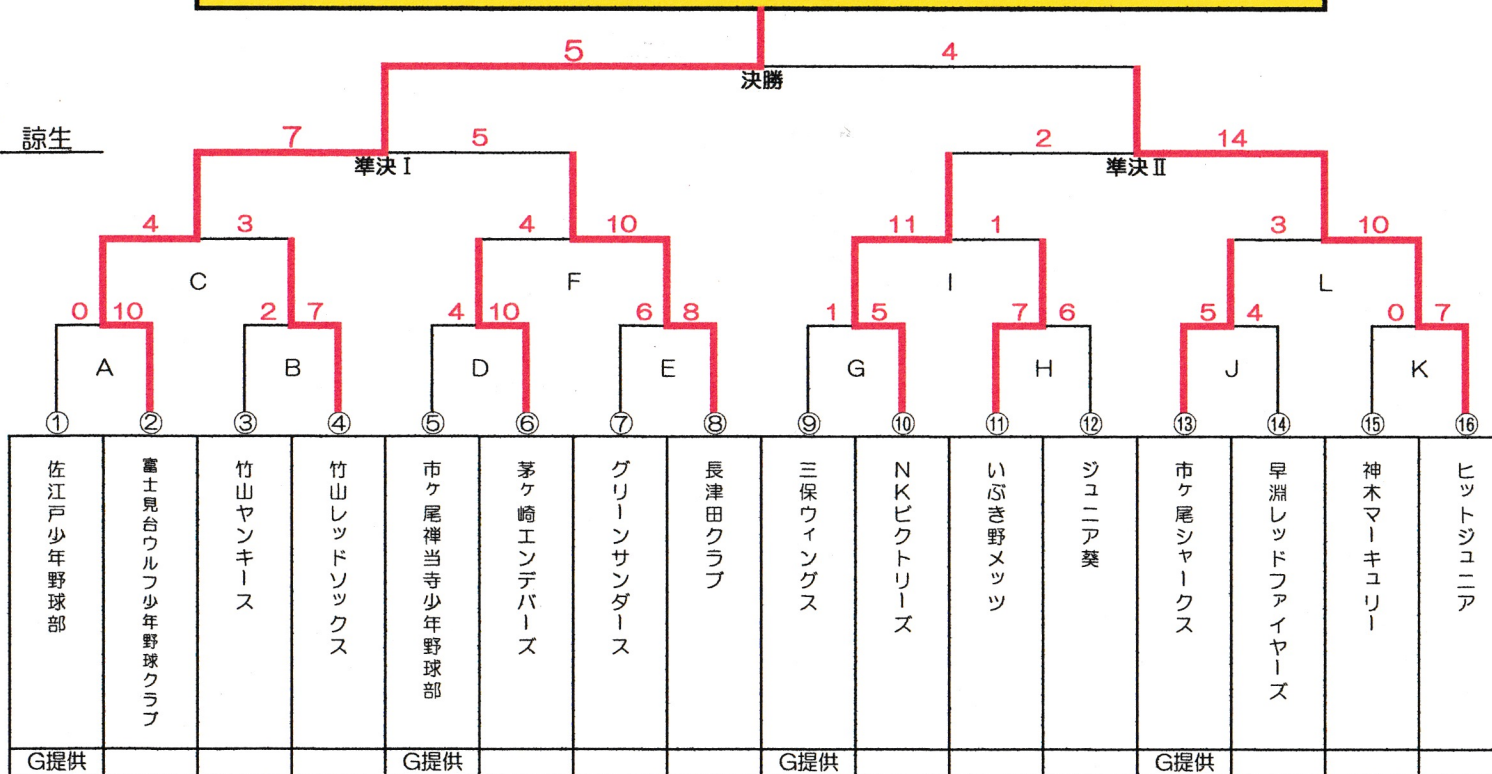 5
4
決勝
諒生
7
5
2
14
準決Ⅰ
準決Ⅱ
4
3
4
10
11
1
3
10
C
F
I
L
0
10
2
7
4
10
6
8
1
5
7
6
5
4
0
7
A
B
D
E
G
H
J
K
①
②
③
④
⑤
⑥
⑦
⑧
⑨
⑩
⑪
⑫
⑬
⑭
⑮
⑯
佐江戸少年野球部
富士見台ウルフ少年野球クラブ
竹山ヤンキース
竹山レッドソックス
市ヶ尾禅当寺少年野球部
茅ヶ崎エンデバーズ
グリーンサンダース
長津田クラブ
三保ウィングス
NKビクトリーズ
いぶき野メッツ
ジュニア葵
市ヶ尾シャークス
早淵レッドファイヤーズ
神木マーキュリー
ヒットジュニア
G提供
G提供
G提供
G提供